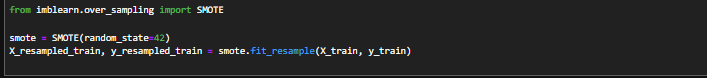 from imblearn.over_sampling import SMOTE
smote = SMOTE(random_state=42)
X_resampled_train, y_resampled_train = smote.fit_resample(X_train, y_train)